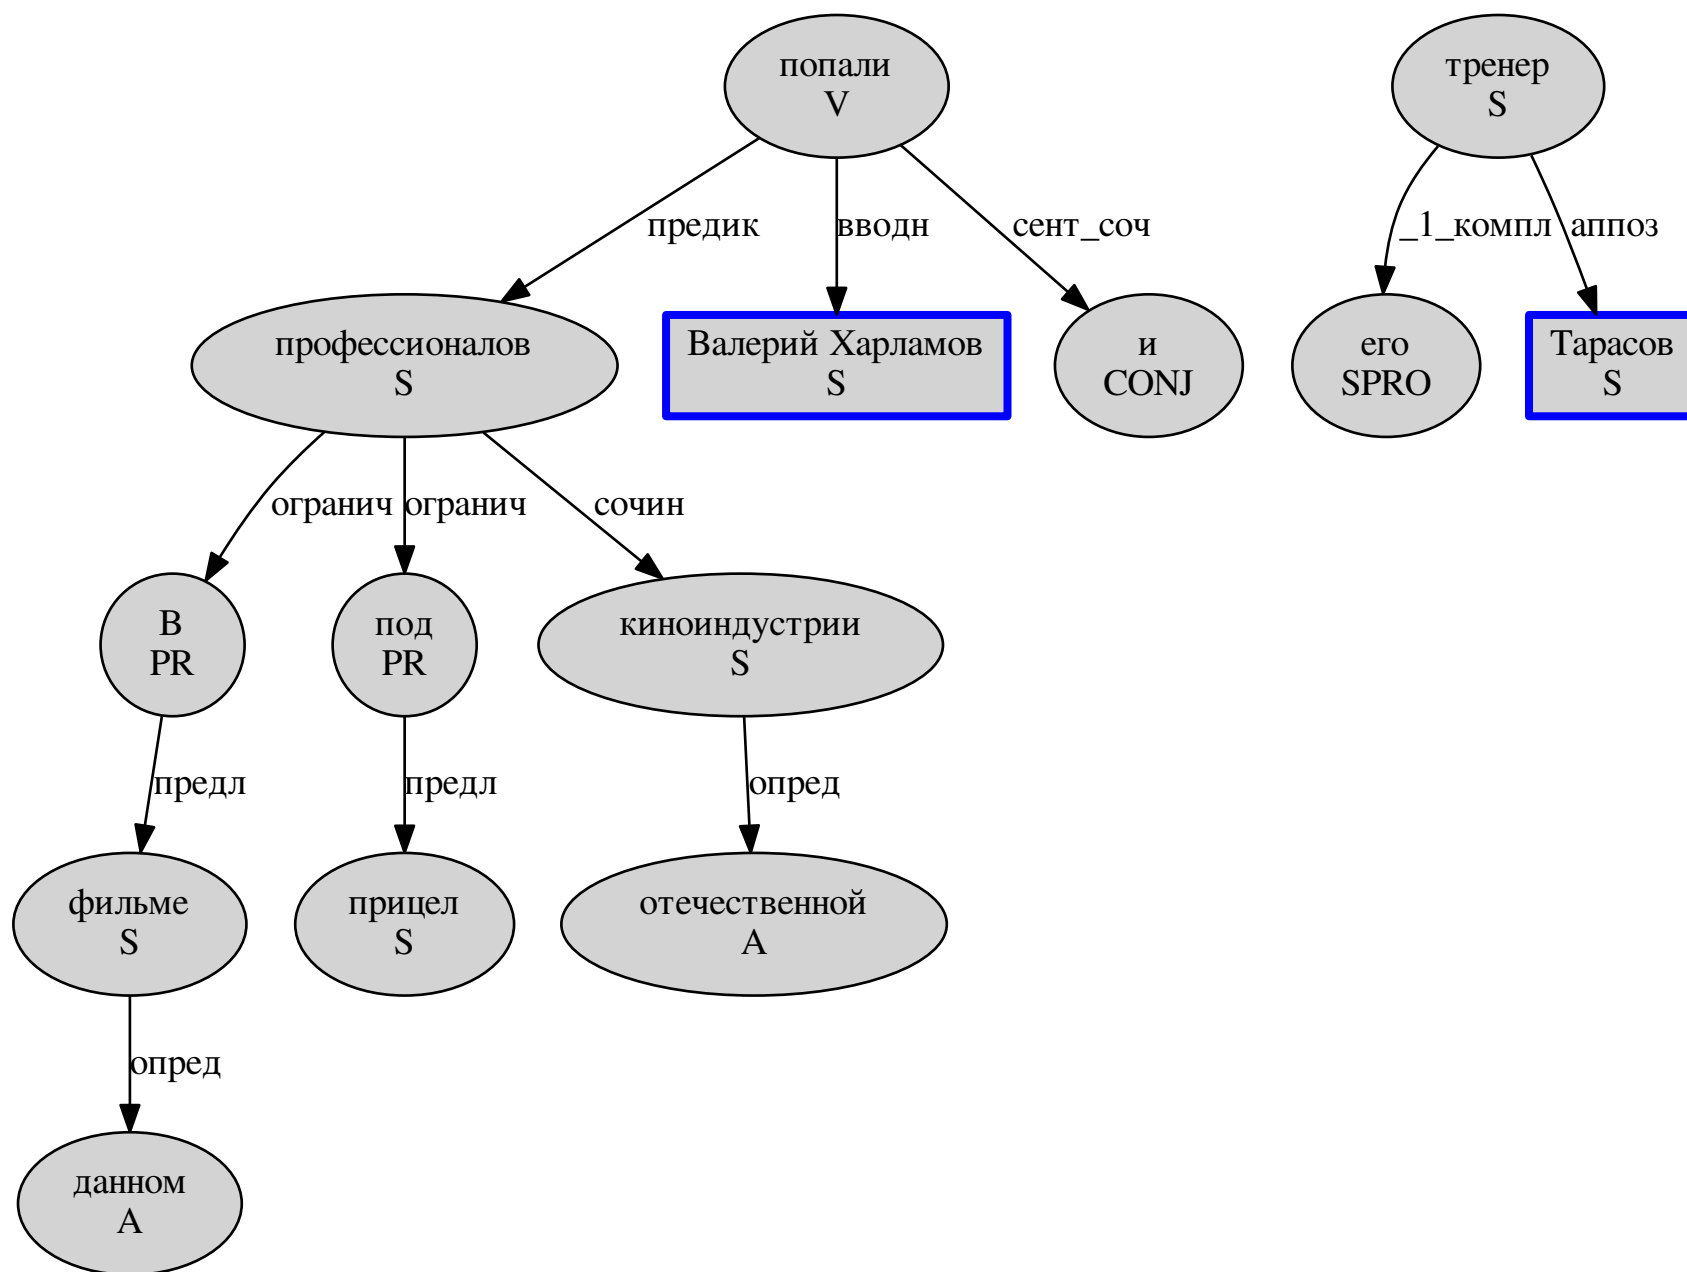 попали
V
тренер
S
предик
вводн
сент_соч
_1_компл
аппоз
профессионалов
S
Валерий Харламов
S
и
CONJ
его
SPRO
Тарасов
S
огранич
огранич
сочин
В
PR
под
PR
киноиндустрии
S
предл
предл
опред
фильме
S
прицел
S
отечественной
A
опред
данном
A